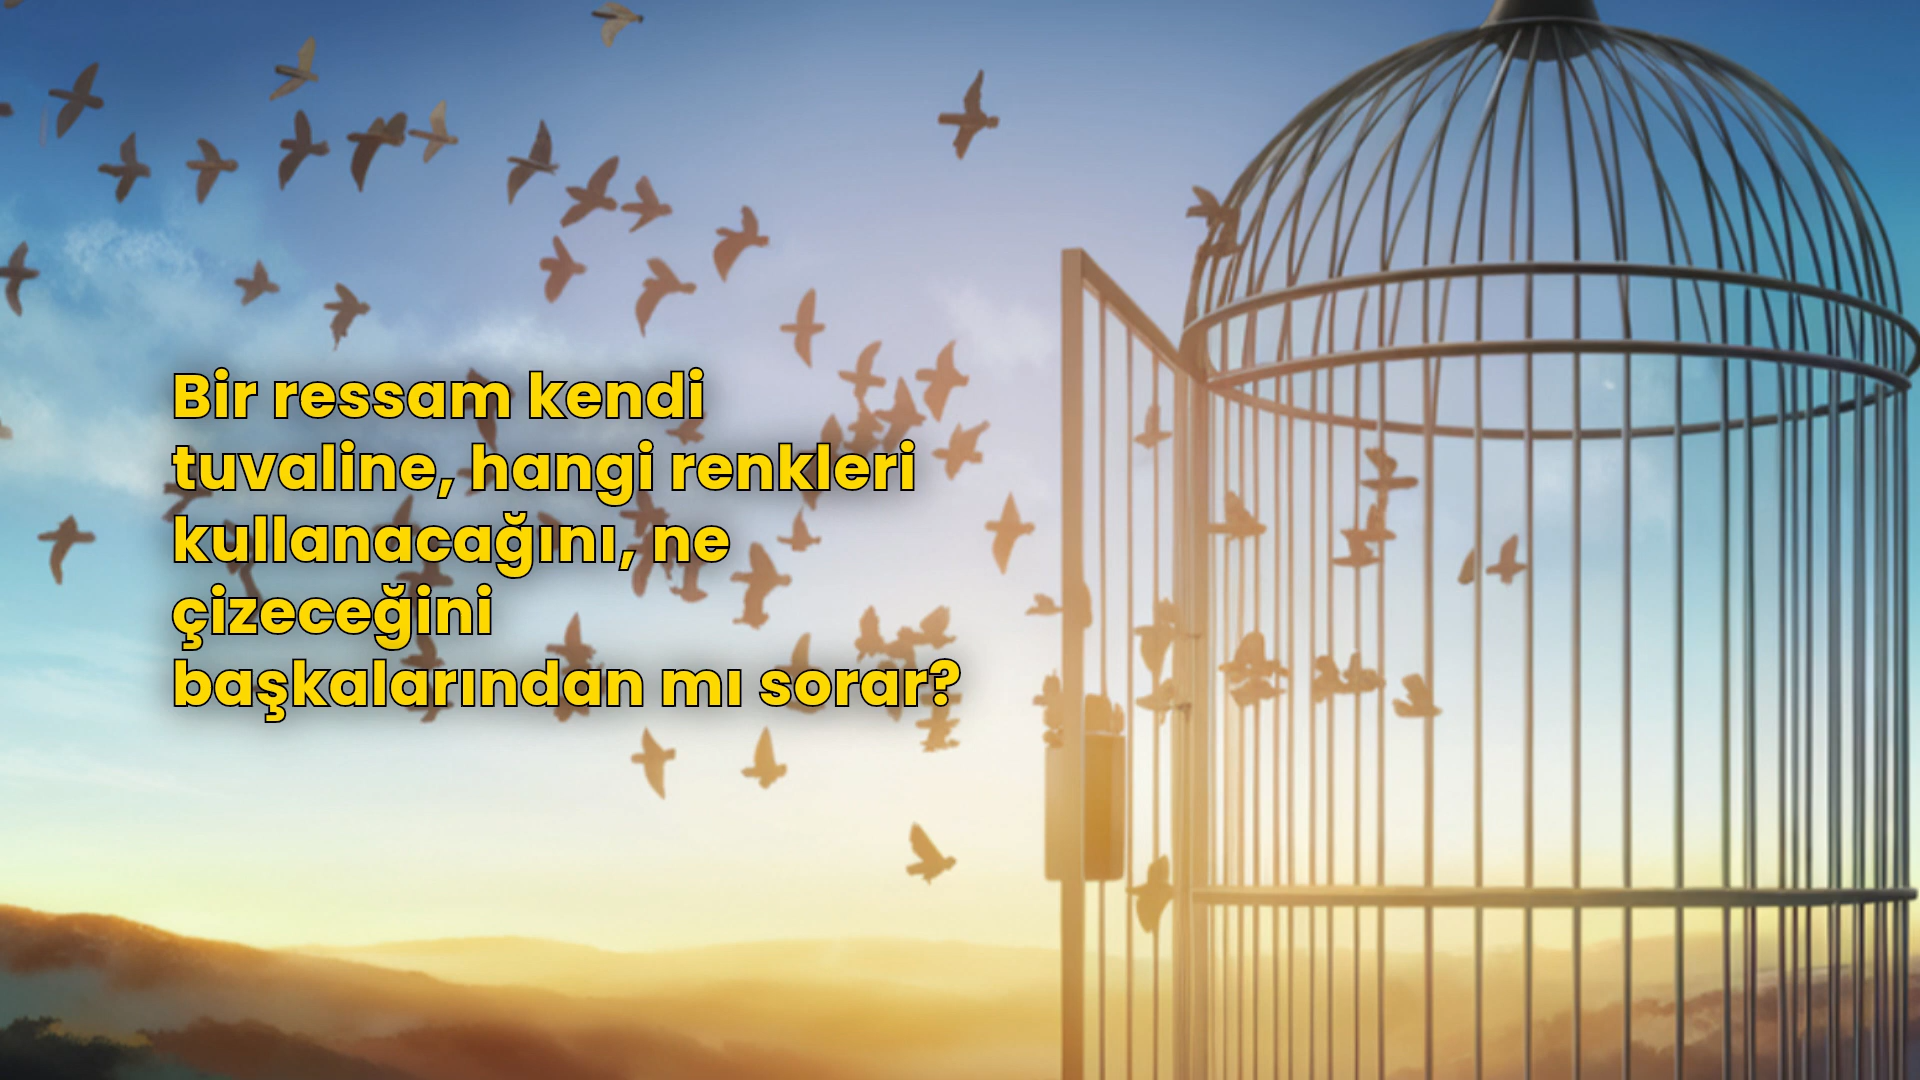 Bir ressam kendi
tuvaline, hangi renkleri
kullanacağını, ne
çizeceğini
başkalarından mı sorar?